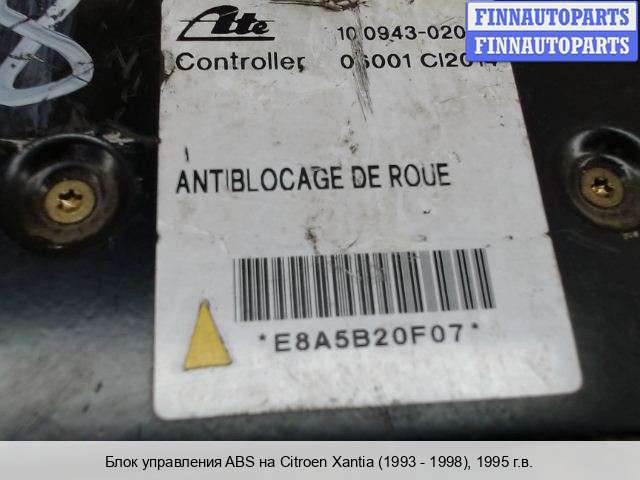 FINNAUTOPARTS
FINNAUTOPARTS
Ate
Controller
ANTIBLOCAGE DE ROUE
*E8A5B20F07*
Блок управления ABS на Citroen Xantia (1993 - 1998), 1995 г.в.